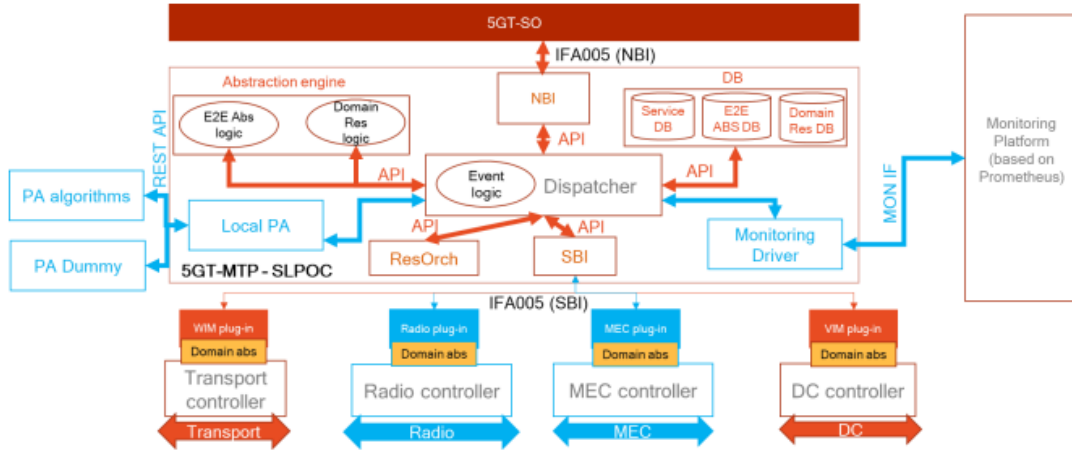 5GT-SO
IFA005 (NBI)
Abstraction engine
DB
E2E Abs
logic
Domain
Res
logic
NBI
Service
DB
E2E
ABS DB
Domain
Res DB
Monitoring
Platform
(based on
Prometheus)
REST API
API
API
API
Event
logic
Dispatcher
MON IF
PA algorithms
Local PA
API
API
PA Dummy
ResOrch
SBI
Monitoring
Driver
5GT-MTP - SLPOC
IFA005 (SBI)
WIM plug-in
Radio plug-in
MEC plug-in
VIM plug-in
Domain abs
Domain abs
Domain abs
Domain abs
Transport
controller
Radio controller
MEC controller
DC controller
Transport
Radio
MEC
DC